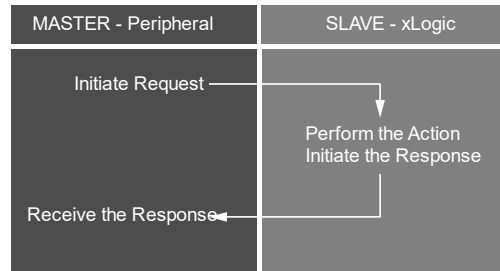 MASTER - Peripheral
SLAVE - xLogic
Initiate Request
Perform the Action
Initiate the Response
Receive the Response